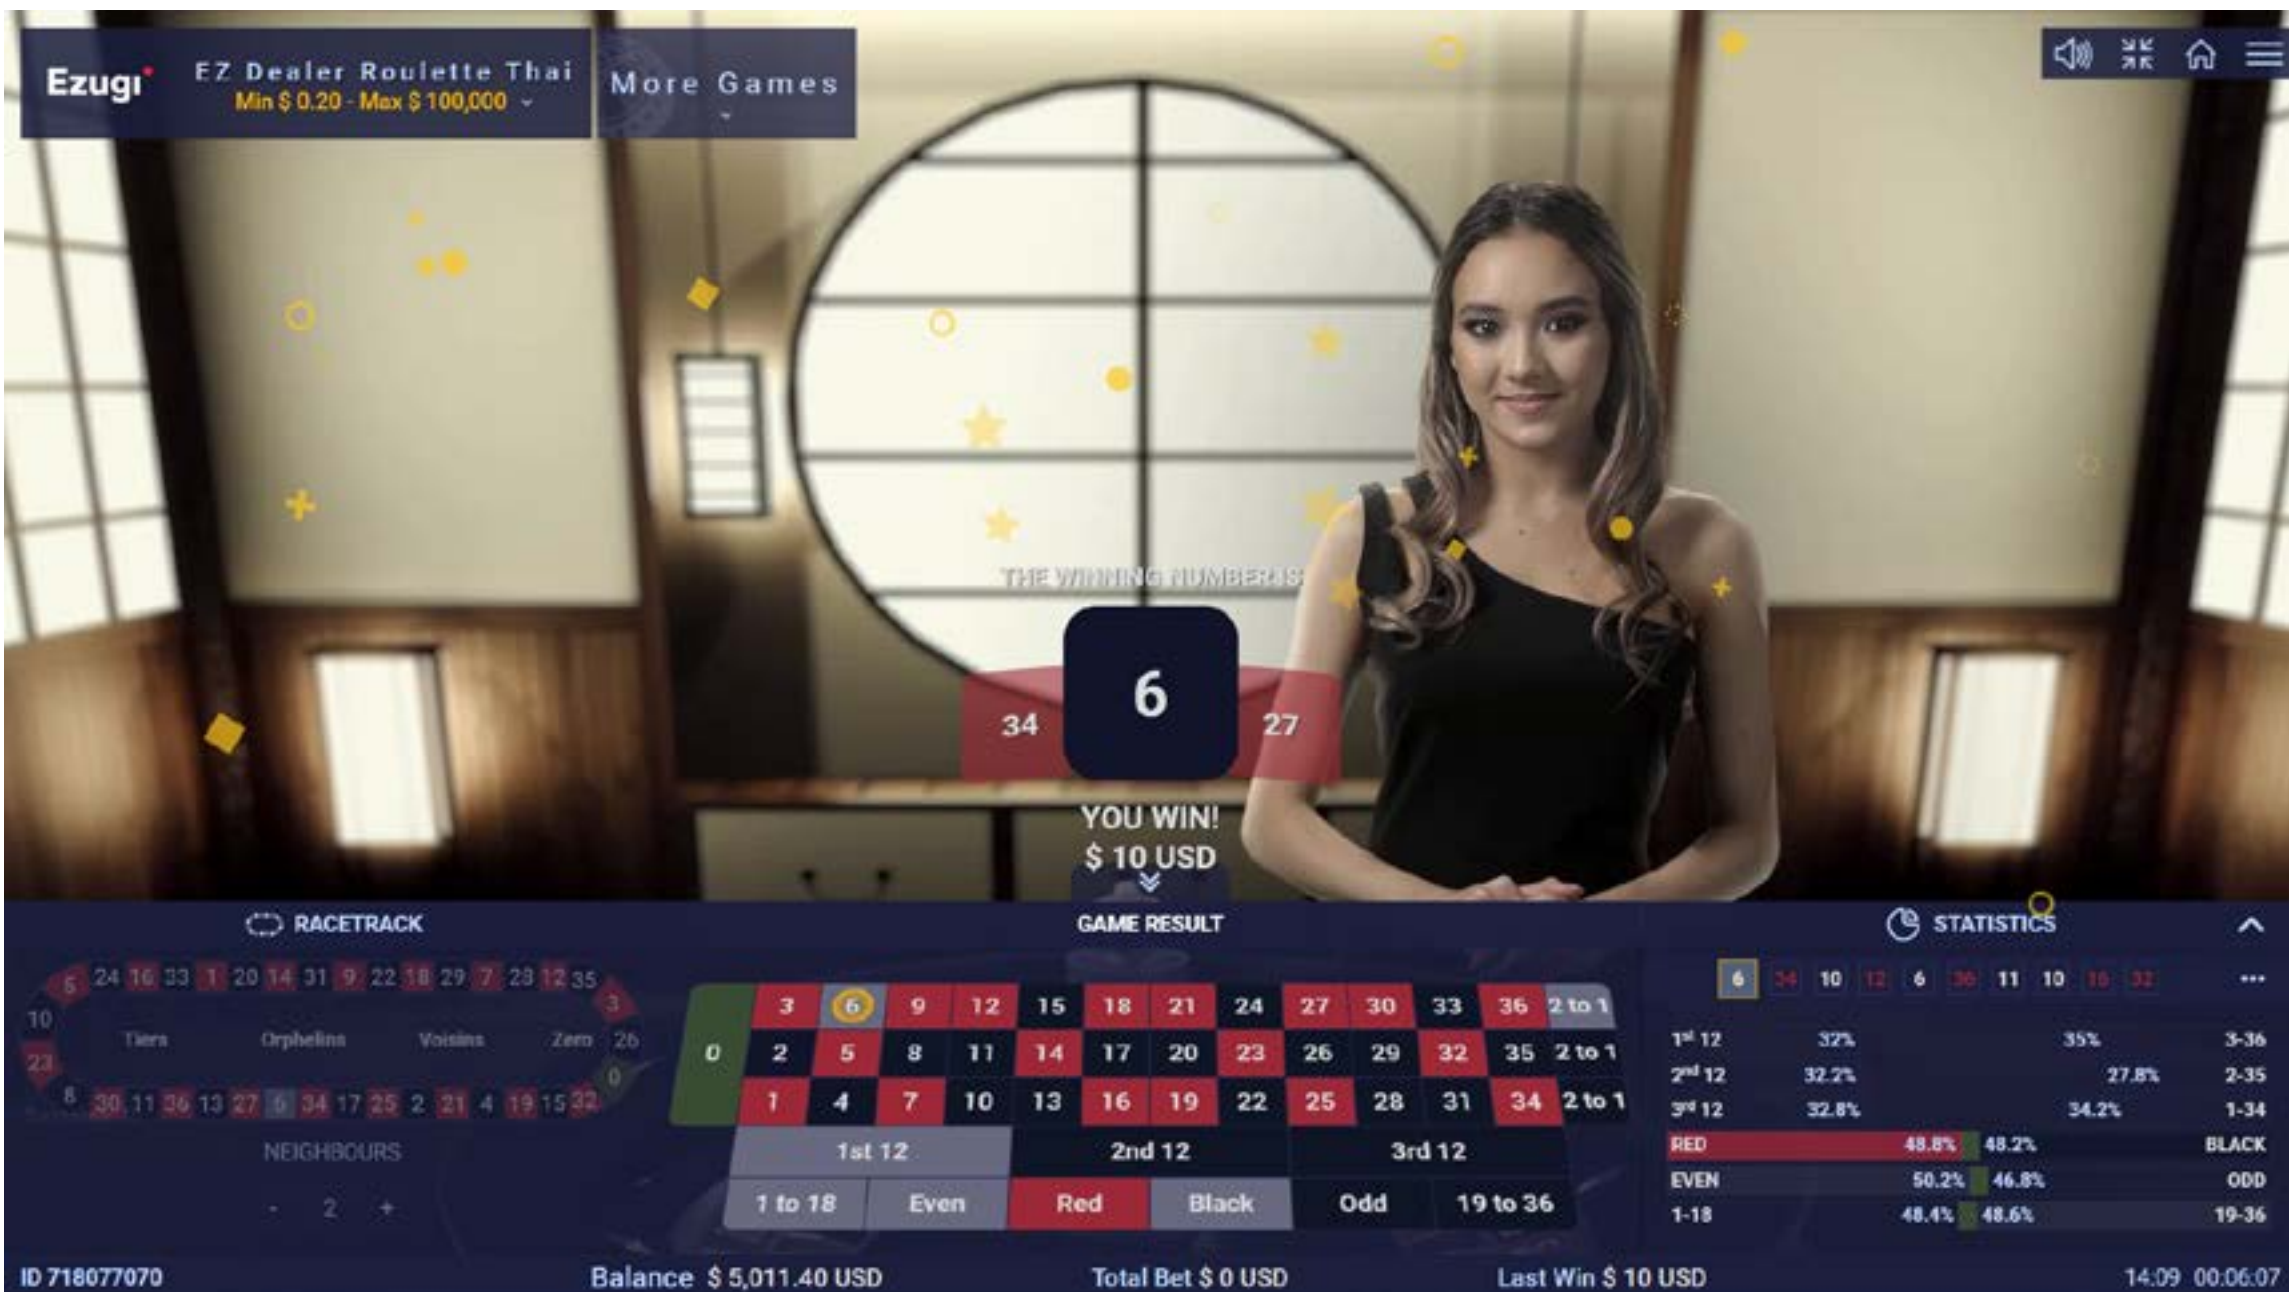 Ezugi
EZ Dealer Roulette Thai
Min $ 0.20 - Max $ 100,000
More Games
THE WINNING NUMBER IS
34 6 27
YOU WIN!
$ 10 USD
RACETRACK
GAME RESULT
STATISTICS
5 24 16 33 1 20 14 31 9 22 18 29 7 28 12 35 3
10 Tiers Orphelins Voisins Zero 26
23 0
8 30 11 36 13 27 6 34 17 25 2 21 4 19 15 32
NEIGHBOURS
- 2 +
3 6 9 12 15 18 21 24 27 30 33 36 2 to 1
0 2 5 8 11 14 17 20 23 26 29 32 35 2 to 1
1 4 7 10 13 16 19 22 25 28 31 34 2 to 1
1st 12 2nd 12 3rd 12
1 to 18 Even Red Black Odd 19 to 36
6 34 10 12 6 36 11 10 16 32 ...
1st 12 32% 35% 3-36
2nd 12 32.2% 27.8% 2-35
3rd 12 32.8% 34.2% 1-34
RED 48.8% 48.2% BLACK
EVEN 50.2% 46.8% ODD
1-18 48.4% 48.6% 19-36
ID 718077070
Balance $ 5,011.40 USD
Total Bet $ 0 USD
Last Win $ 10 USD
14:09 00:06:07